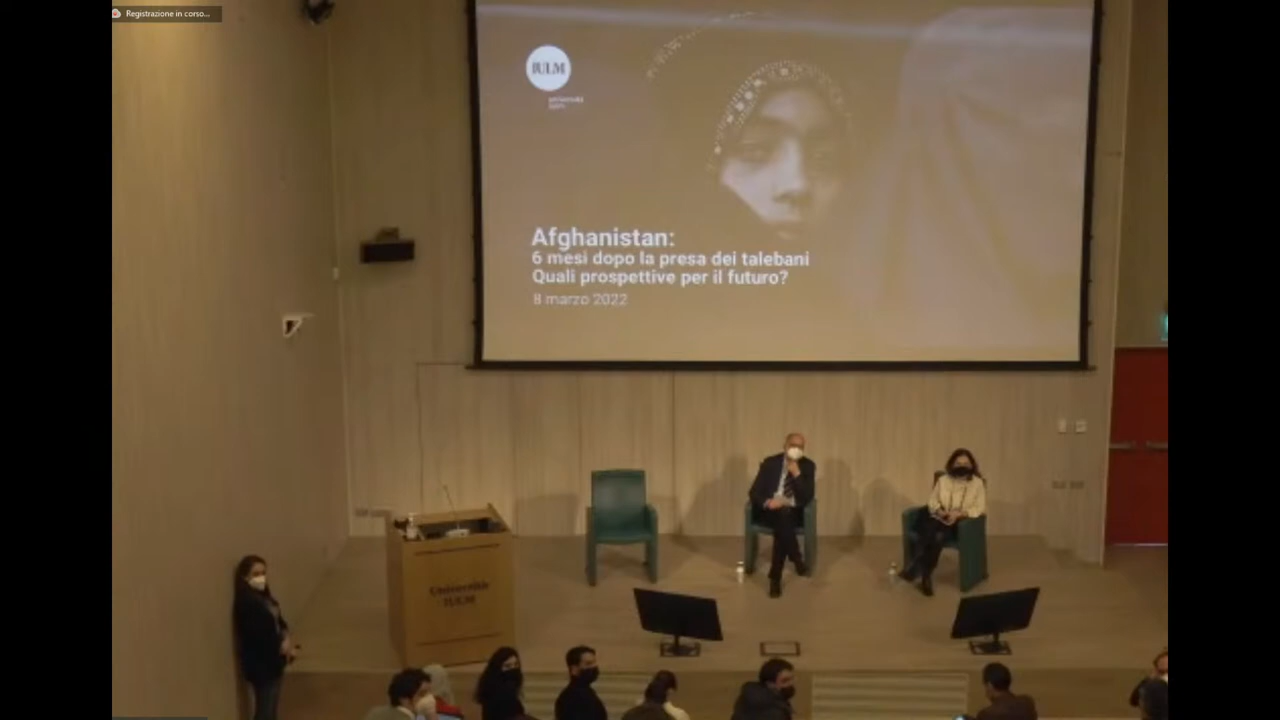 Registrazione in corso...
IULM
Afghanistan:
6 mesi dopo la presa dei talebani
Quali prospettive per il futuro?
8 marzo 2022
Università
IULM